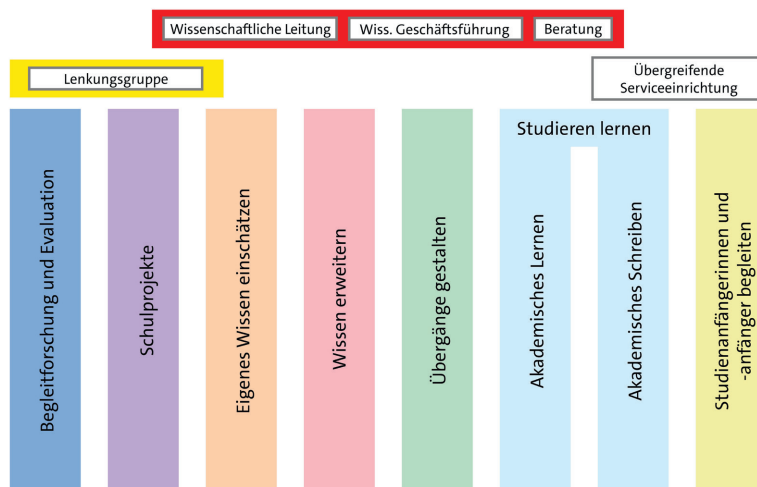 Wissenschaftliche Leitung
Wiss. Geschäftsführung
Beratung
Lenkungsgruppe
Übergreifende
Serviceeinrichtung
Begleitforschung und Evaluation
Schulprojekte
Eigenes Wissen einschätzen
Wissen erweitern
Übergänge gestalten
Studieren lernen
Akademisches Lernen
Akademisches Schreiben
Studienanfängerinnen und
-anfänger begleiten